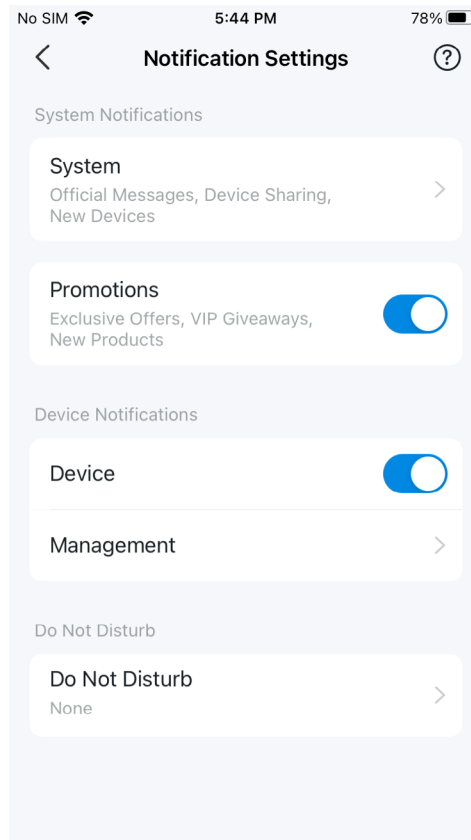 No SIM 5:44 PM 78%
Notification Settings ?
System Notifications
System
Official Messages, Device Sharing,
New Devices
Promotions
Exclusive Offers, VIP Giveaways,
New Products
Device Notifications
Device
Management
Do Not Disturb
Do Not Disturb
None